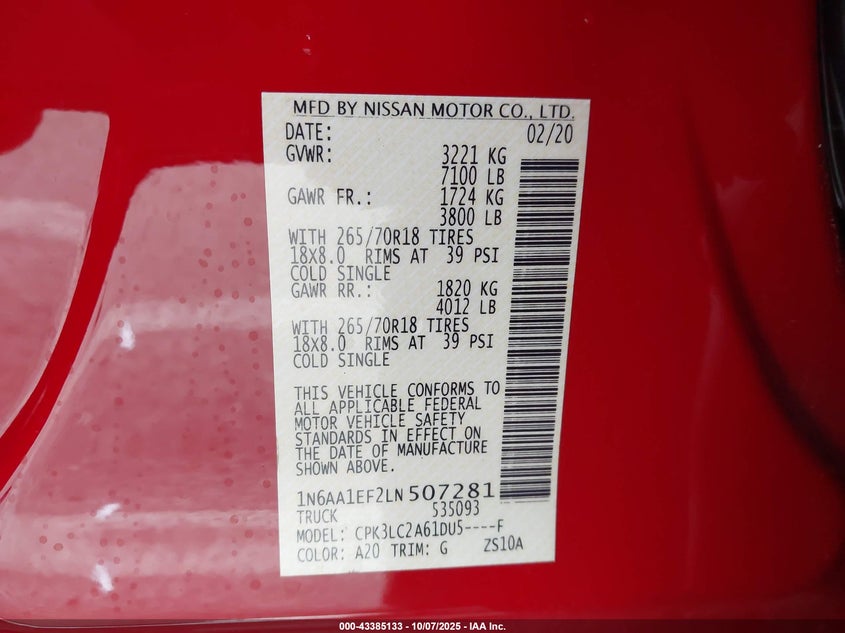 MFD BY NISSAN MOTOR CO., LTD.
DATE: 02/20
GVWR: 3221 KG
7100 LB
GAWR FR.: 1724 KG
3800 LB
WITH 265/70R18 TIRES
18X8.0 RIMS AT 39 PSI
COLD SINGLE
GAWR RR.: 1820 KG
4012 LB
WITH 265/70R18 TIRES
18X8.0 RIMS AT 39 PSI
COLD SINGLE
THIS VEHICLE CONFORMS TO
ALL APPLICABLE FEDERAL
MOTOR VEHICLE SAFETY
STANDARDS IN EFFECT ON
THE DATE OF MANUFACTURE
SHOWN ABOVE.
1N6AA1EF2LN507281
TRUCK 535093
MODEL: CPK3LC2A61DU5----F
COLOR: A20 TRIM: G ZS10A
000-43385133 - 10/07/2025 - IAA Inc.